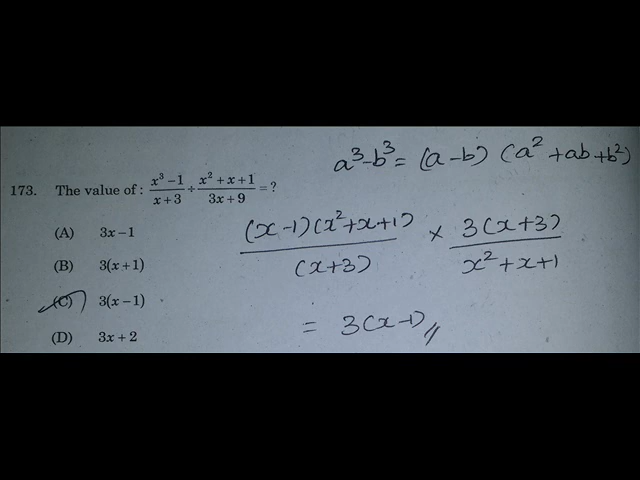 a³-b³ = (a-b) (a²+ab+b²)
173. The value of : (x³-1)/(x+3) ÷ (x²+x+1)/(3x+9) = ?
(A) 3x-1
(B) 3(x+1)
(C) 3(x-1)
(D) 3x+2
(x-1)(x²+x+1)/(x+3) × 3(x+3)/(x²+x+1)
= 3(x-1)